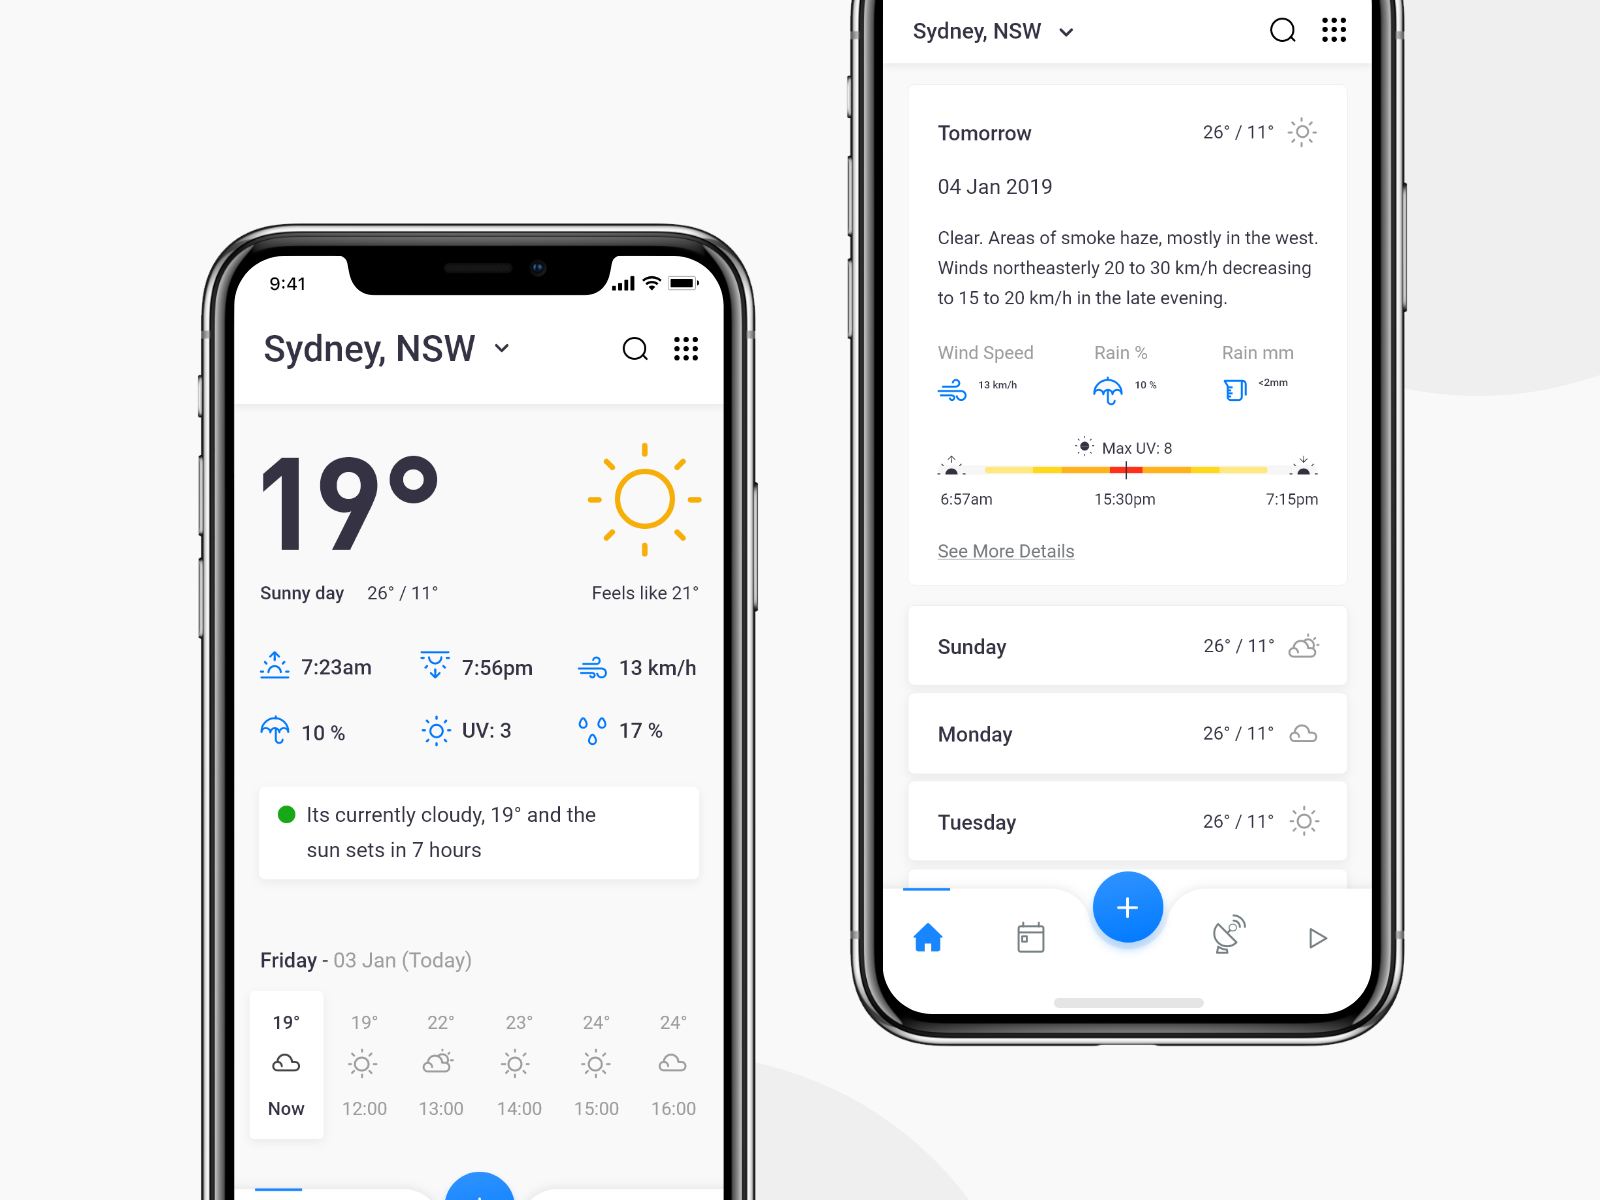 9:41
Sydney, NSW
19°
Sunny day 26° / 11° Feels like 21°
7:23am 7:56pm 13 km/h
10 % UV: 3 17 %
Its currently cloudy, 19° and the
sun sets in 7 hours
Friday - 03 Jan (Today)
19° 19° 22° 23° 24° 24°
Now 12:00 13:00 14:00 15:00 16:00
Sydney, NSW
Tomorrow 26° / 11°
04 Jan 2019
Clear. Areas of smoke haze, mostly in the west.
Winds northeasterly 20 to 30 km/h decreasing
to 15 to 20 km/h in the late evening.
Wind Speed Rain % Rain mm
13 km/h 10 % <2mm
Max UV: 8
6:57am 15:30pm 7:15pm
See More Details
Sunday 26° / 11°
Monday 26° / 11°
Tuesday 26° / 11°